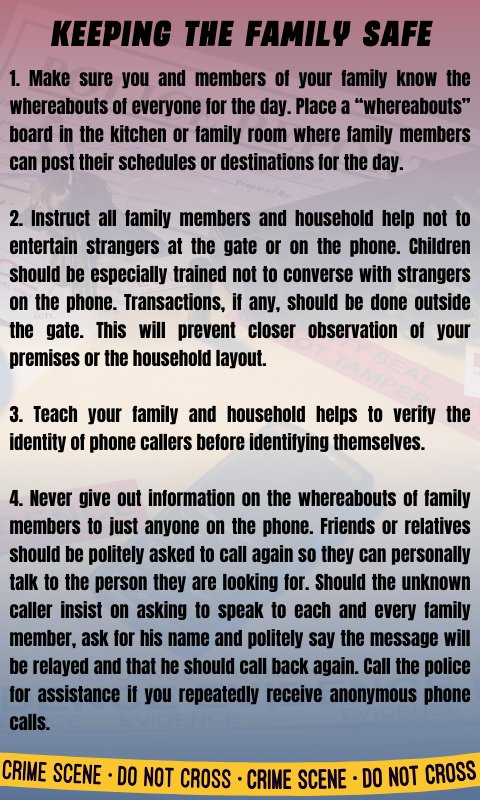 KEEPING THE FAMILY SAFE
1. Make sure you and members of your family know the
whereabouts of everyone for the day. Place a “whereabouts”
board in the kitchen or family room where family members
can post their schedules or destinations for the day.
2. Instruct all family members and household help not to
entertain strangers at the gate or on the phone. Children
should be especially trained not to converse with strangers
on the phone. Transactions, if any, should be done outside
the gate. This will prevent closer observation of your
premises or the household layout.
3. Teach your family and household helps to verify the
identity of phone callers before identifying themselves.
4. Never give out information on the whereabouts of family
members to just anyone on the phone. Friends or relatives
should be politely asked to call again so they can personally
talk to the person they are looking for. Should the unknown
caller insist on asking to speak to each and every family
member, ask for his name and politely say the message will
be relayed and that he should call back again. Call the police
for assistance if you repeatedly receive anonymous phone
calls.
EVIDENCE
EVIDENCE
CRIME SCENE · DO NOT CROSS · CRIME SCENE · DO NOT CROSS